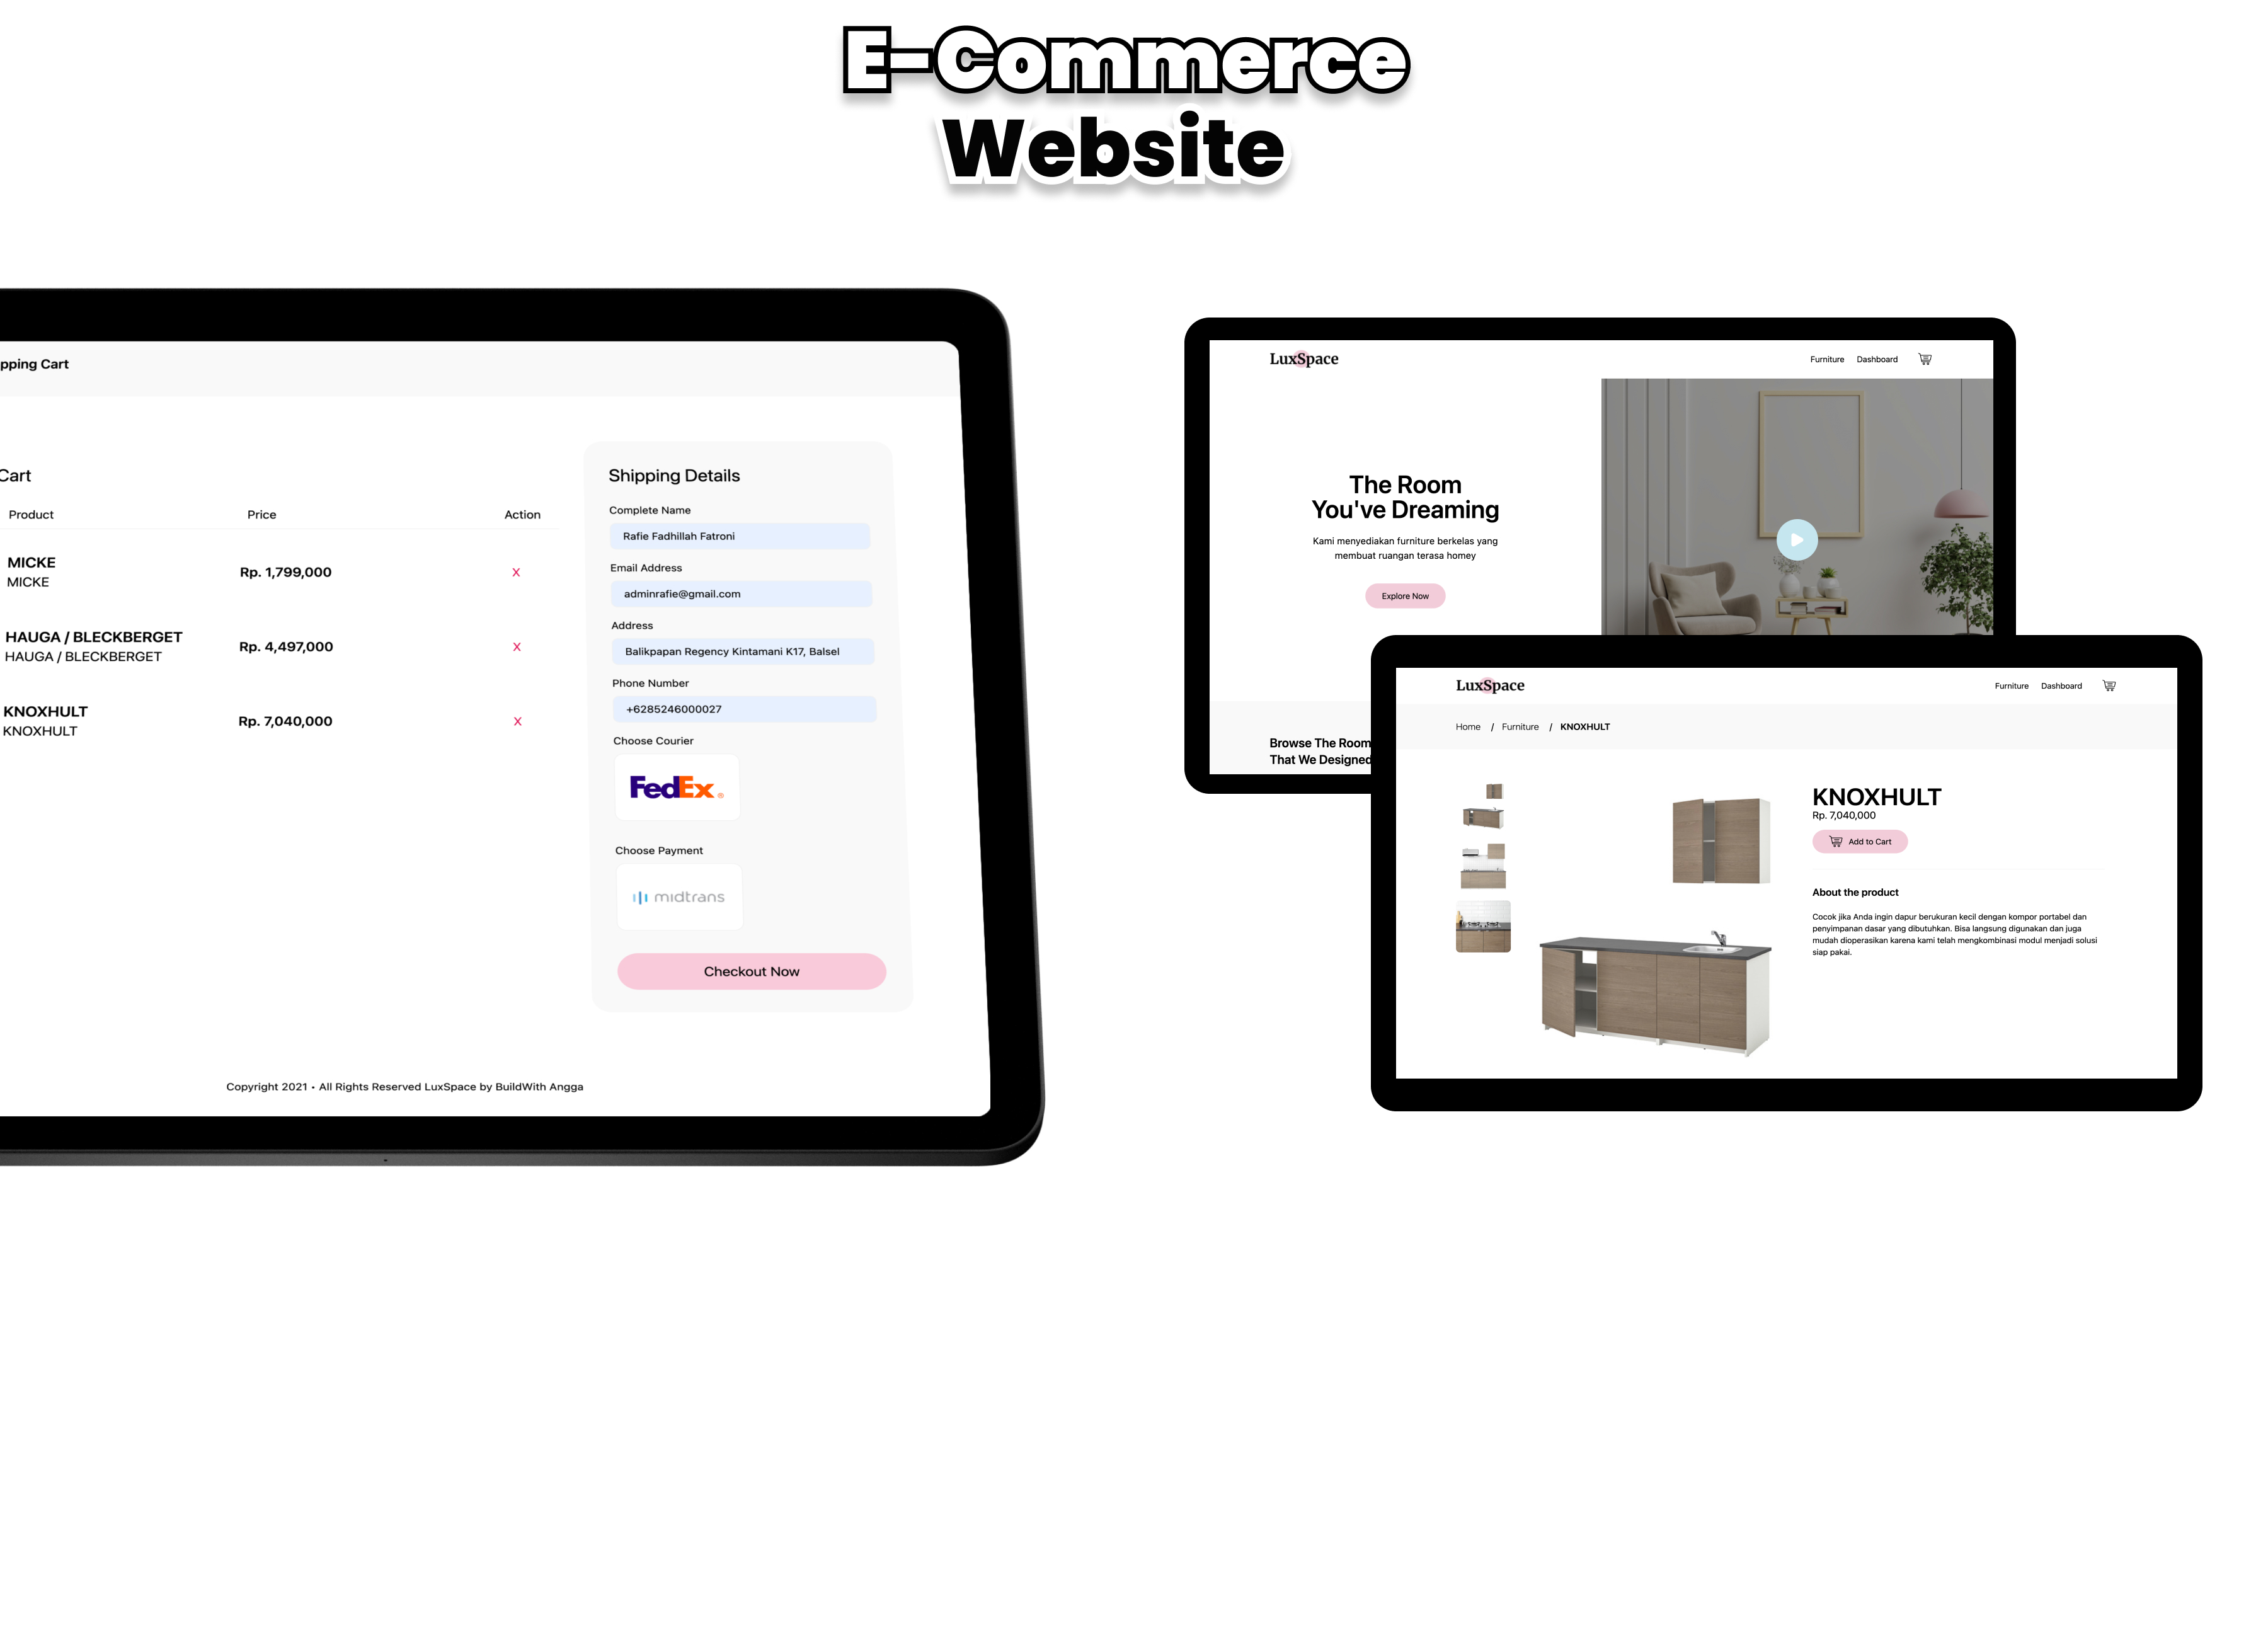 E-Commerce
Website
pping Cart
Cart
Product Price Action
MICKE
MICKE
Rp. 1,799,000 X
HAUGA / BLECKBERGET
HAUGA / BLECKBERGET
Rp. 4,497,000 X
KNOXHULT
KNOXHULT
Rp. 7,040,000 X
Shipping Details
Complete Name
Rafie Fadhillah Fatroni
Email Address
adminrafie@gmail.com
Address
Balikpapan Regency Kintamani K17, Balsel
Phone Number
+6285246000027
Choose Courier
FedEx®
Choose Payment
midtrans
Checkout Now
Copyright 2021 • All Rights Reserved LuxSpace by BuildWith Angga
LuxSpace
Furniture Dashboard
The Room
You've Dreaming
Kami menyediakan furniture berkelas yang
membuat ruangan terasa homey
Explore Now
Browse The Room
That We Designed
LuxSpace
Furniture Dashboard
Home / Furniture / KNOXHULT
KNOXHULT
Rp. 7,040,000
Add to Cart
About the product
Cocok jika Anda ingin dapur berukuran kecil dengan kompor portabel dan
penyimpanan dasar yang dibutuhkan. Bisa langsung digunakan dan juga
mudah dioperasikan karena kami telah mengkombinasi modul menjadi solusi
siap pakai.